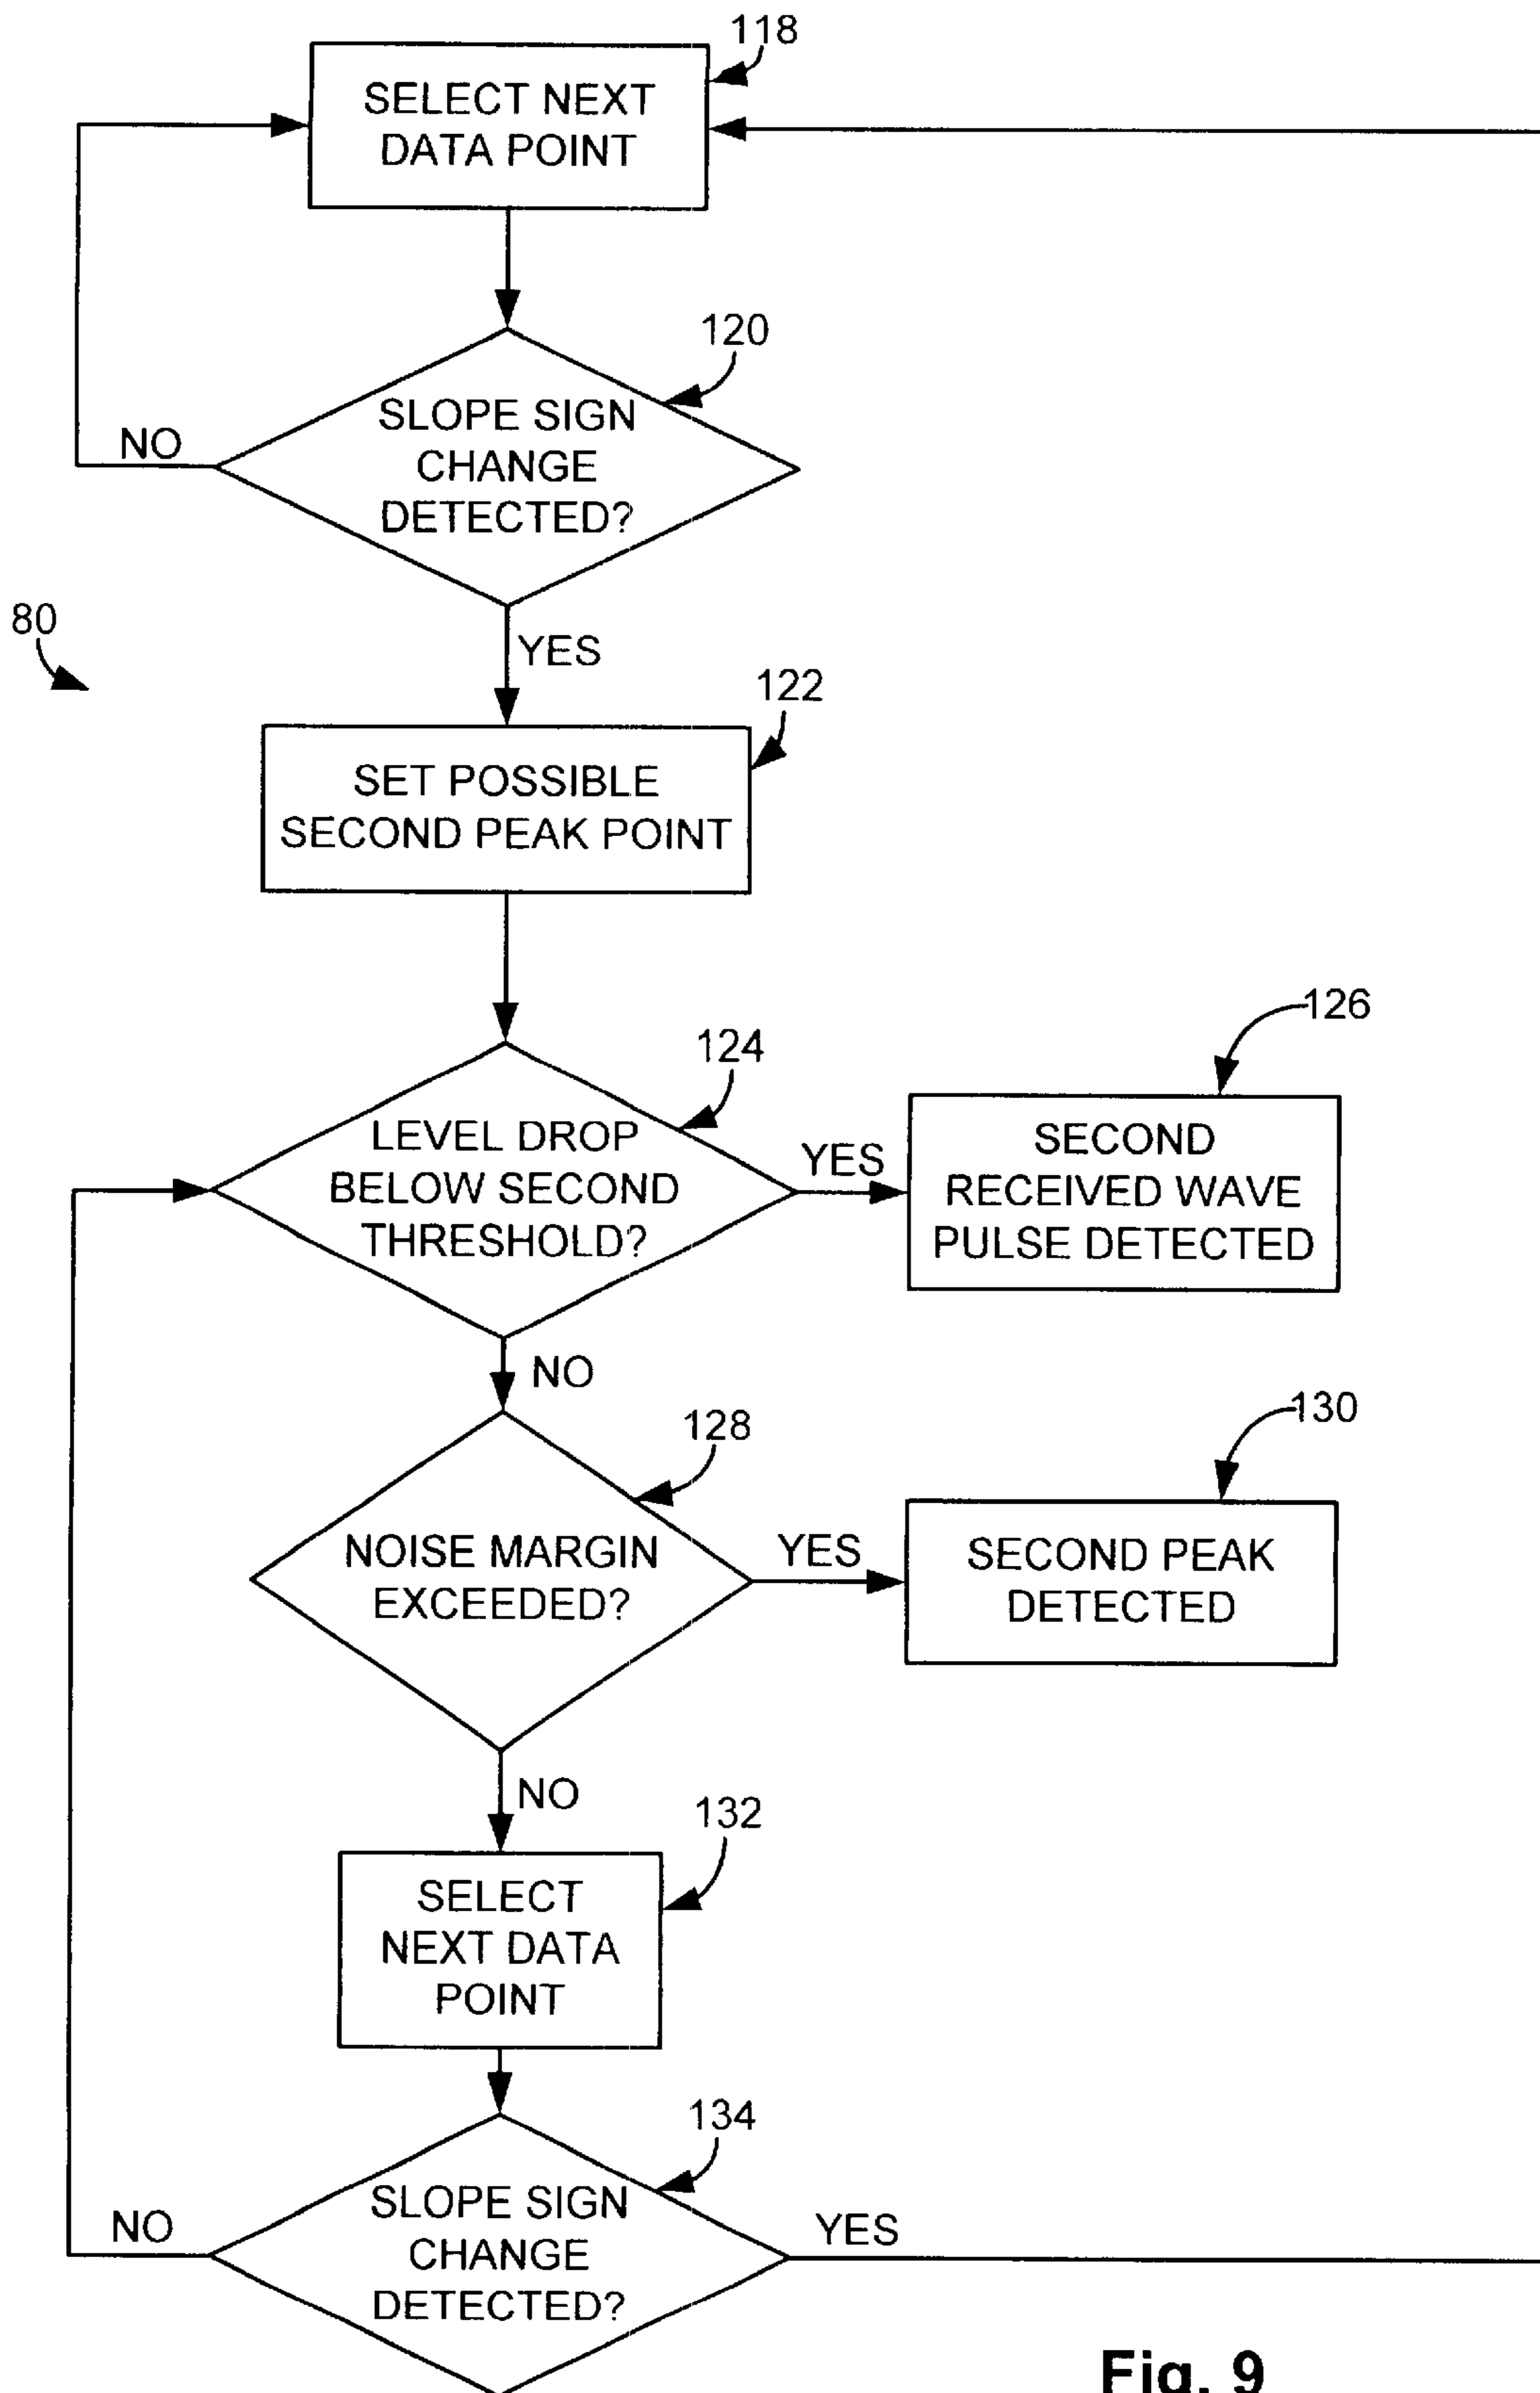 118
SELECT NEXT
DATA POINT
120
SLOPE SIGN
CHANGE
DETECTED?
NO
YES
80
122
SET POSSIBLE
SECOND PEAK POINT
124
LEVEL DROP
BELOW SECOND
THRESHOLD?
YES
126
SECOND
RECEIVED WAVE
PULSE DETECTED
NO
128
NOISE MARGIN
EXCEEDED?
YES
130
SECOND PEAK
DETECTED
NO
132
SELECT
NEXT DATA
POINT
134
SLOPE SIGN
CHANGE
DETECTED?
NO
YES
Fig. 9